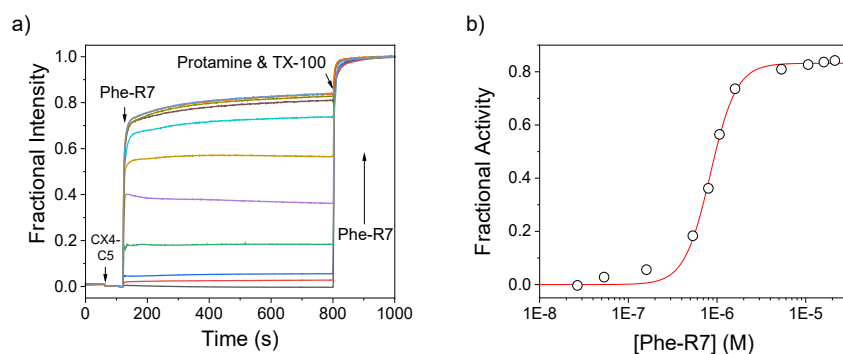 a)
Fractional Intensity
1.0
0.8
0.6
0.4
0.2
0.0
Phe-R7
Protamine & TX-100
CX4-
C5
Phe-R7
0 200 400 600 800 1000
Time (s)
b)
Fractional Activity
0.8
0.6
0.4
0.2
0.0
1E-8 1E-7 1E-6 1E-5
[Phe-R7] (M)